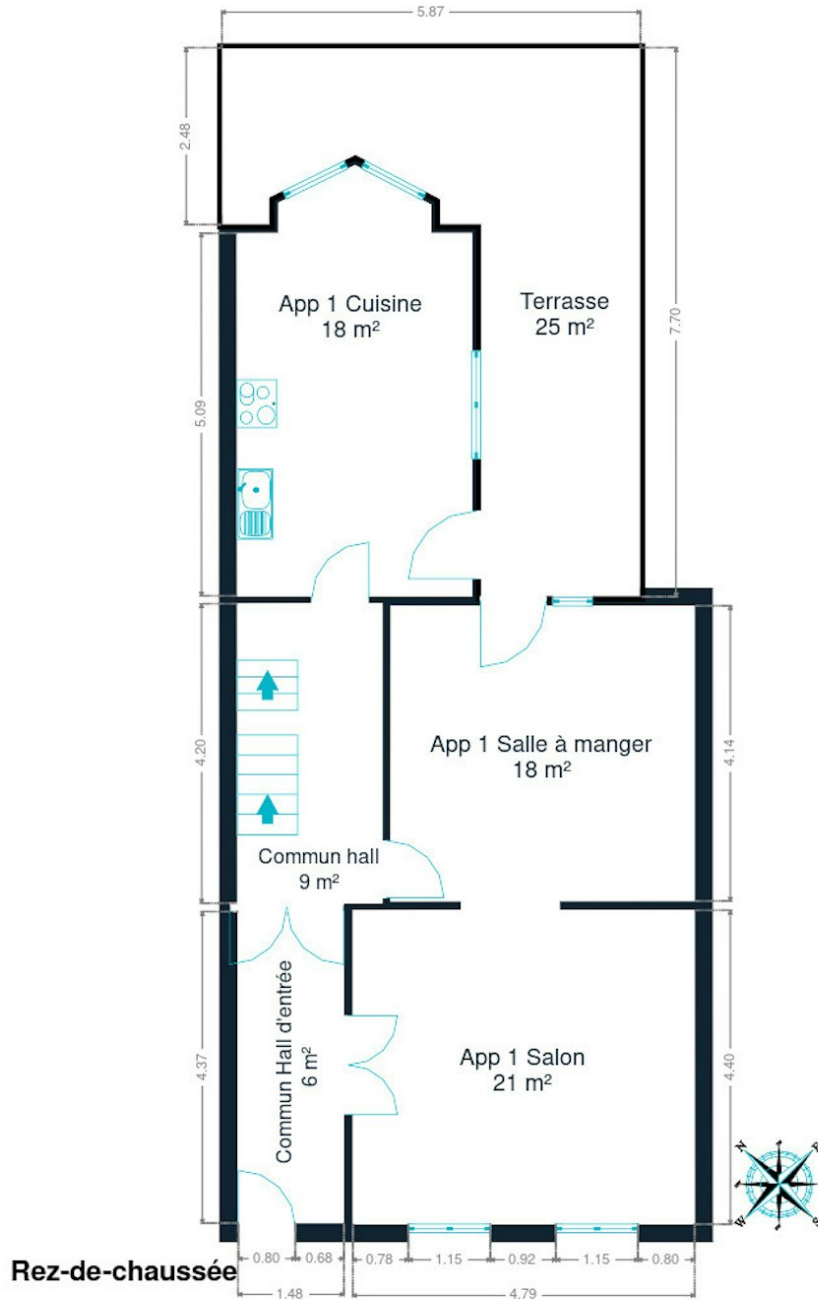 5.87
2.48
App 1 Cuisine
18 m²
Terrasse
25 m²
7.70
5.09
4.20
App 1 Salle à manger
18 m²
4.14
Commun hall
9 m²
4.37
Commun Hall d'entrée
6 m²
App 1 Salon
21 m²
4.40
N
E
W
S
Rez-de-chaussée
0.80
0.68
0.78
1.15
0.92
1.15
0.80
1.48
4.79